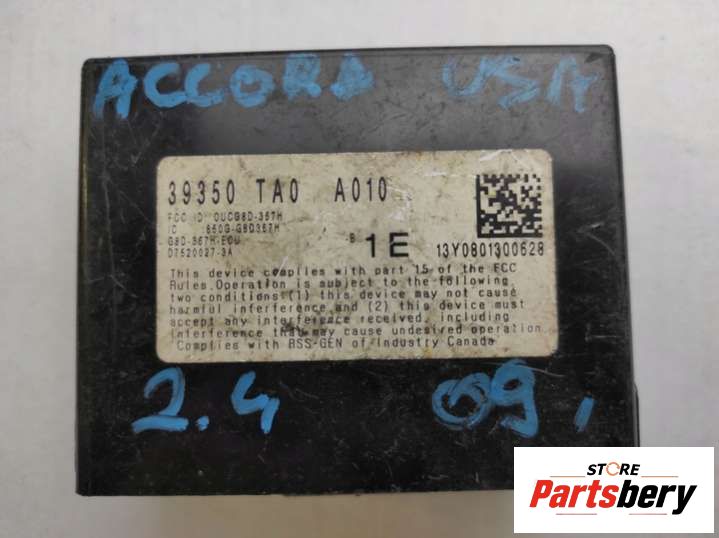 ACCORD USA
39350 TA0 A010
FCC ID: OUCG8D-357H
IC : 850G-G8D357H
G8D-357H-ECU
D7520027-3A
B 1E
13Y0801300628
This device complies with part 15 of the FCC
Rules.Operation is subject to the following
two conditions:(1) this device may not cause
harmful interference and (2) this device must
accept any interference received, including
interference that may cause undesired operation
Complies with RSS-GEN of Industry Canada
2.4 09,
STORE
Partsbery